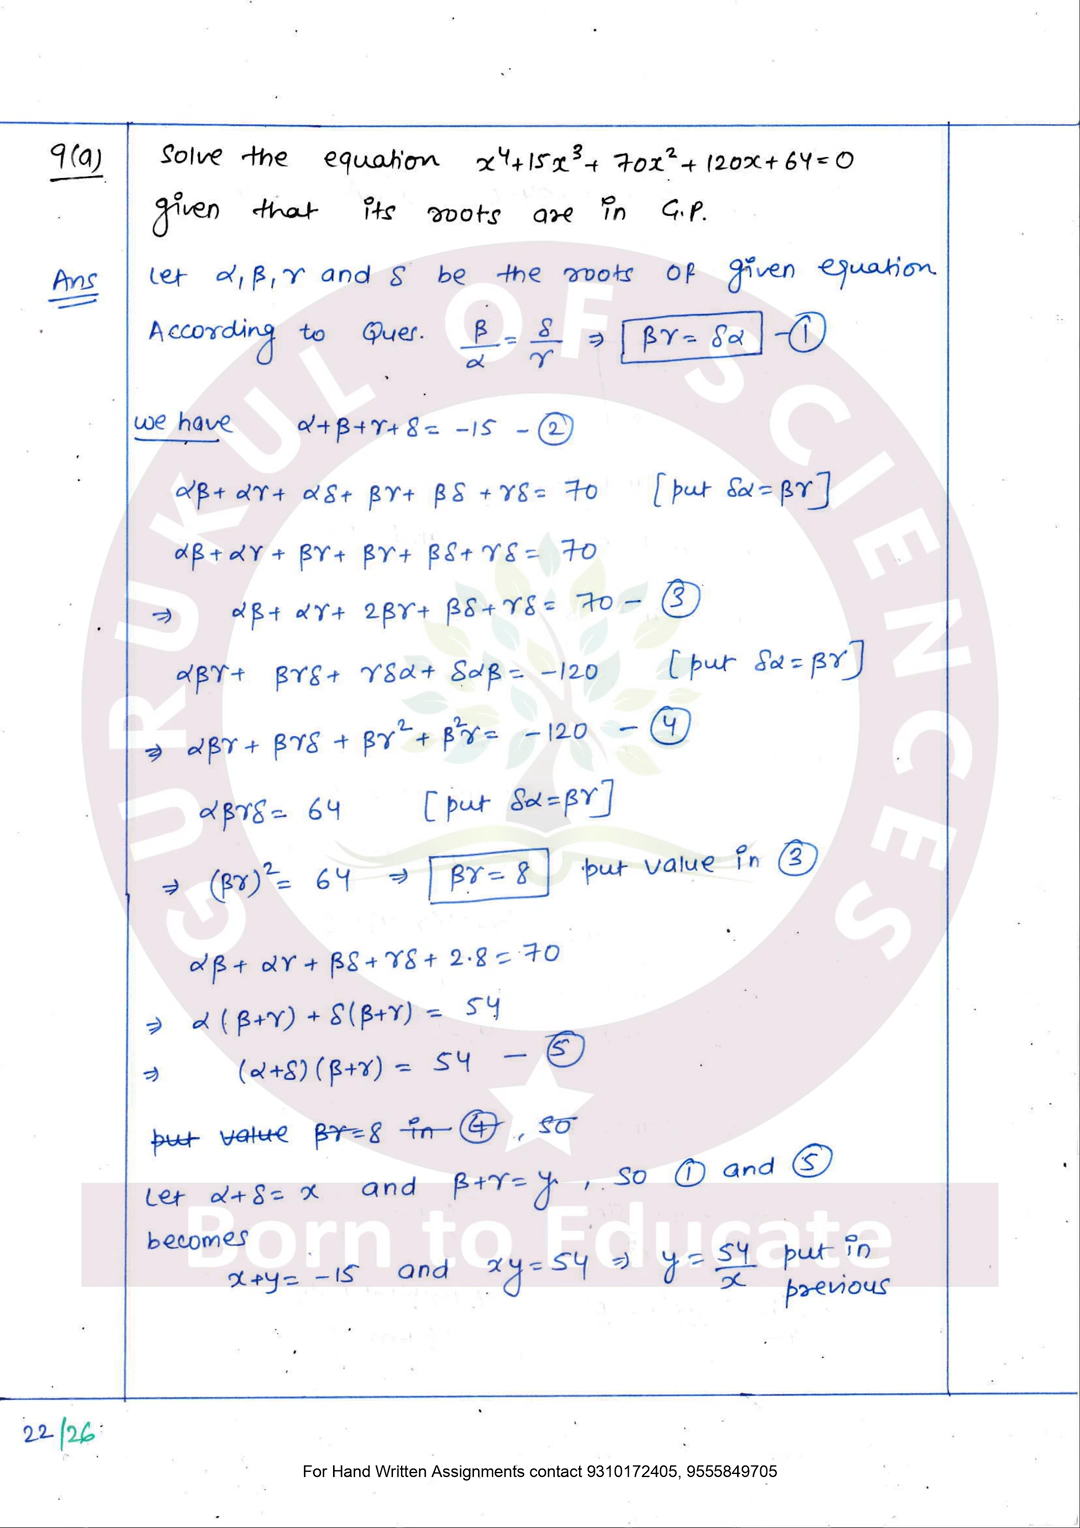 9(a) Solve the equation x⁴+15x³+70x²+120x+64=0
given that its roots are in G.P.
Ans Let α,β,γ and δ be the roots of given equation
According to Ques. β/α = δ/γ ⇒ βγ = δα -①
we have α+β+γ+δ = -15 - ②
αβ+αγ+αδ+βγ+βδ+γδ = 70 [put δα=βγ]
αβ+αγ+βγ+βγ+βδ+γδ = 70
⇒ αβ+αγ+2βγ+βδ+γδ = 70 - ③
αβγ+βγδ+γδα+δαβ = -120 [put δα=βγ]
⇒ αβγ+βγδ+βγ²+β²γ = -120 - ④
αβγδ = 64 [put δα=βγ]
⇒ (βγ)² = 64 ⇒ βγ = 8 put value in ③
αβ+αγ+βδ+γδ+2·8 = 70
⇒ α(β+γ)+δ(β+γ) = 54
⇒ (α+δ)(β+γ) = 54 - ⑤
put value βγ=8 in ④, so
Let α+δ = x and β+γ = y, so ① and ⑤
becomes
x+y = -15 and xy = 54 ⇒ y = 54/x put in
previous
22/26
For Hand Written Assignments contact 9310172405, 9555849705
GURUKUL OF SCIENCES
Born to Educate